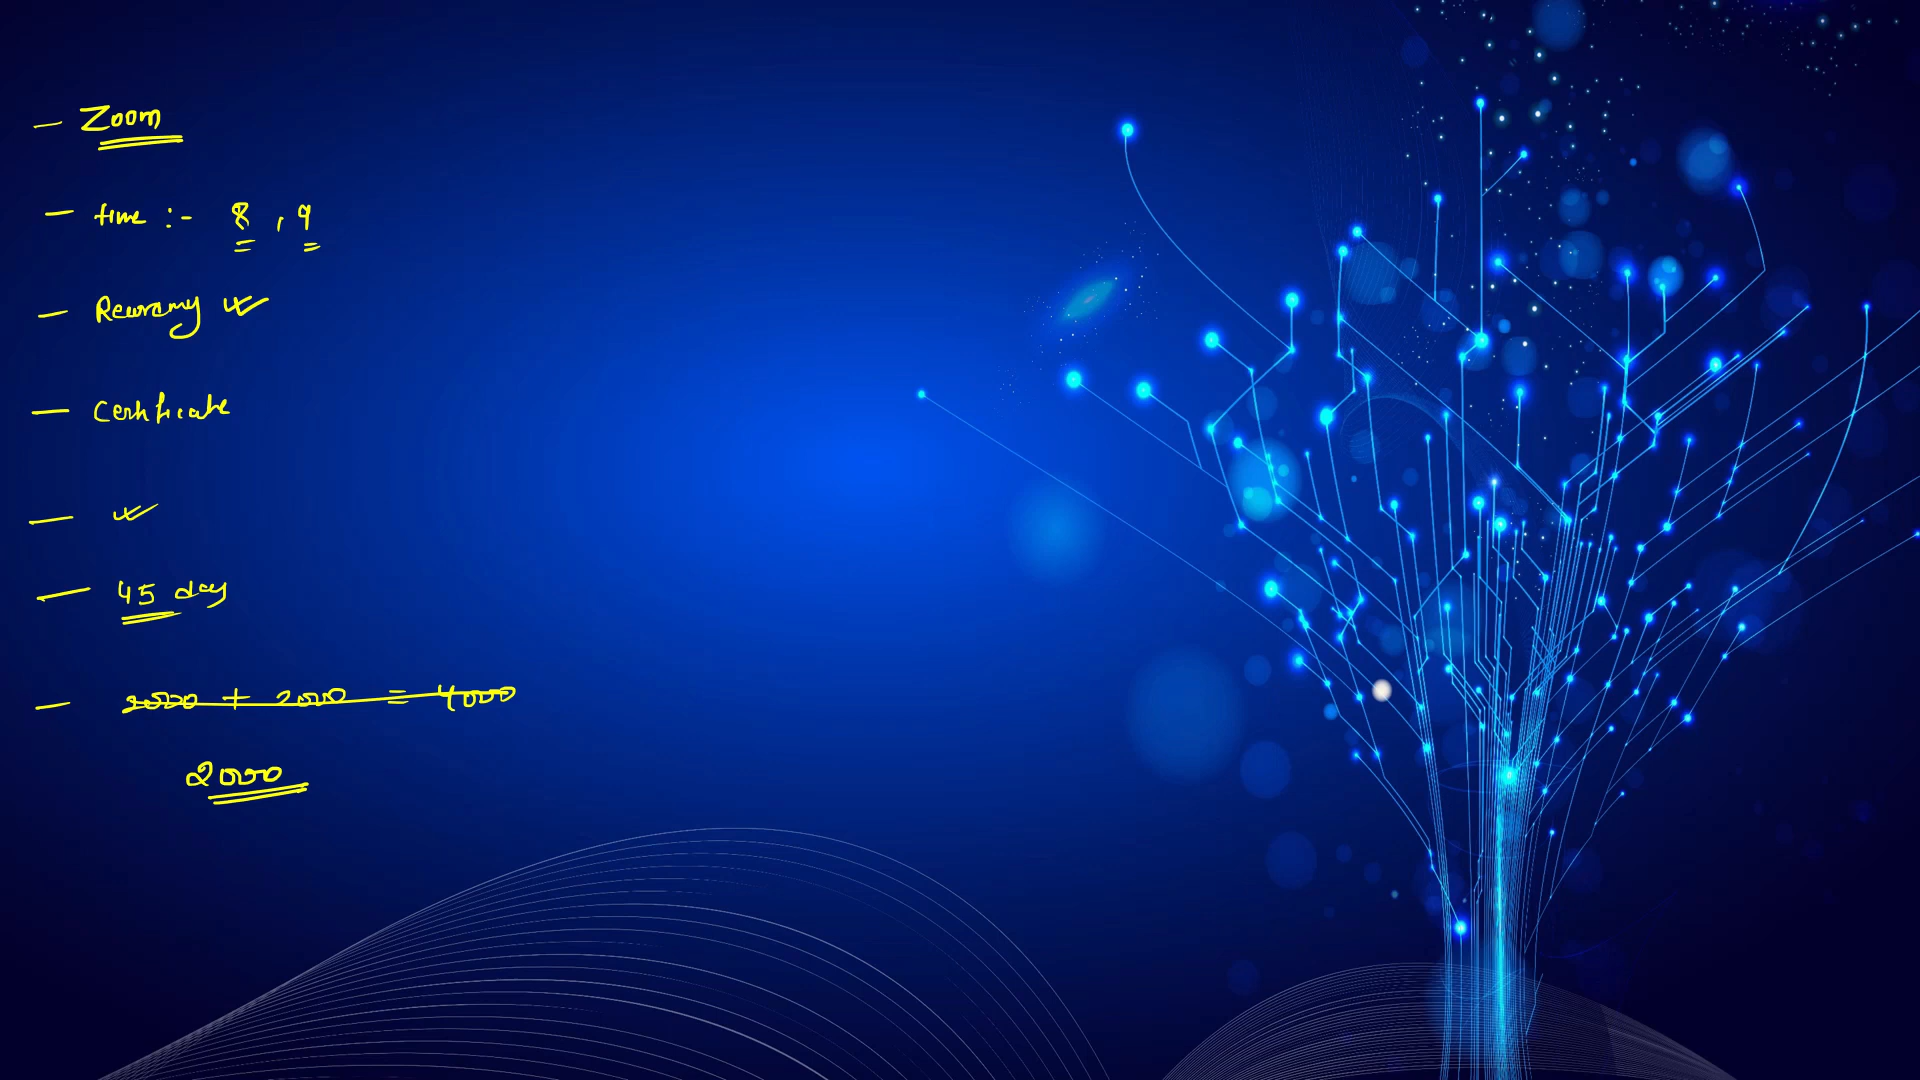 - Zoom
- time :- 8 , 9
- Recording
- Certificate
-
- 45 day
- 2000 + 2000 = 4000
2000